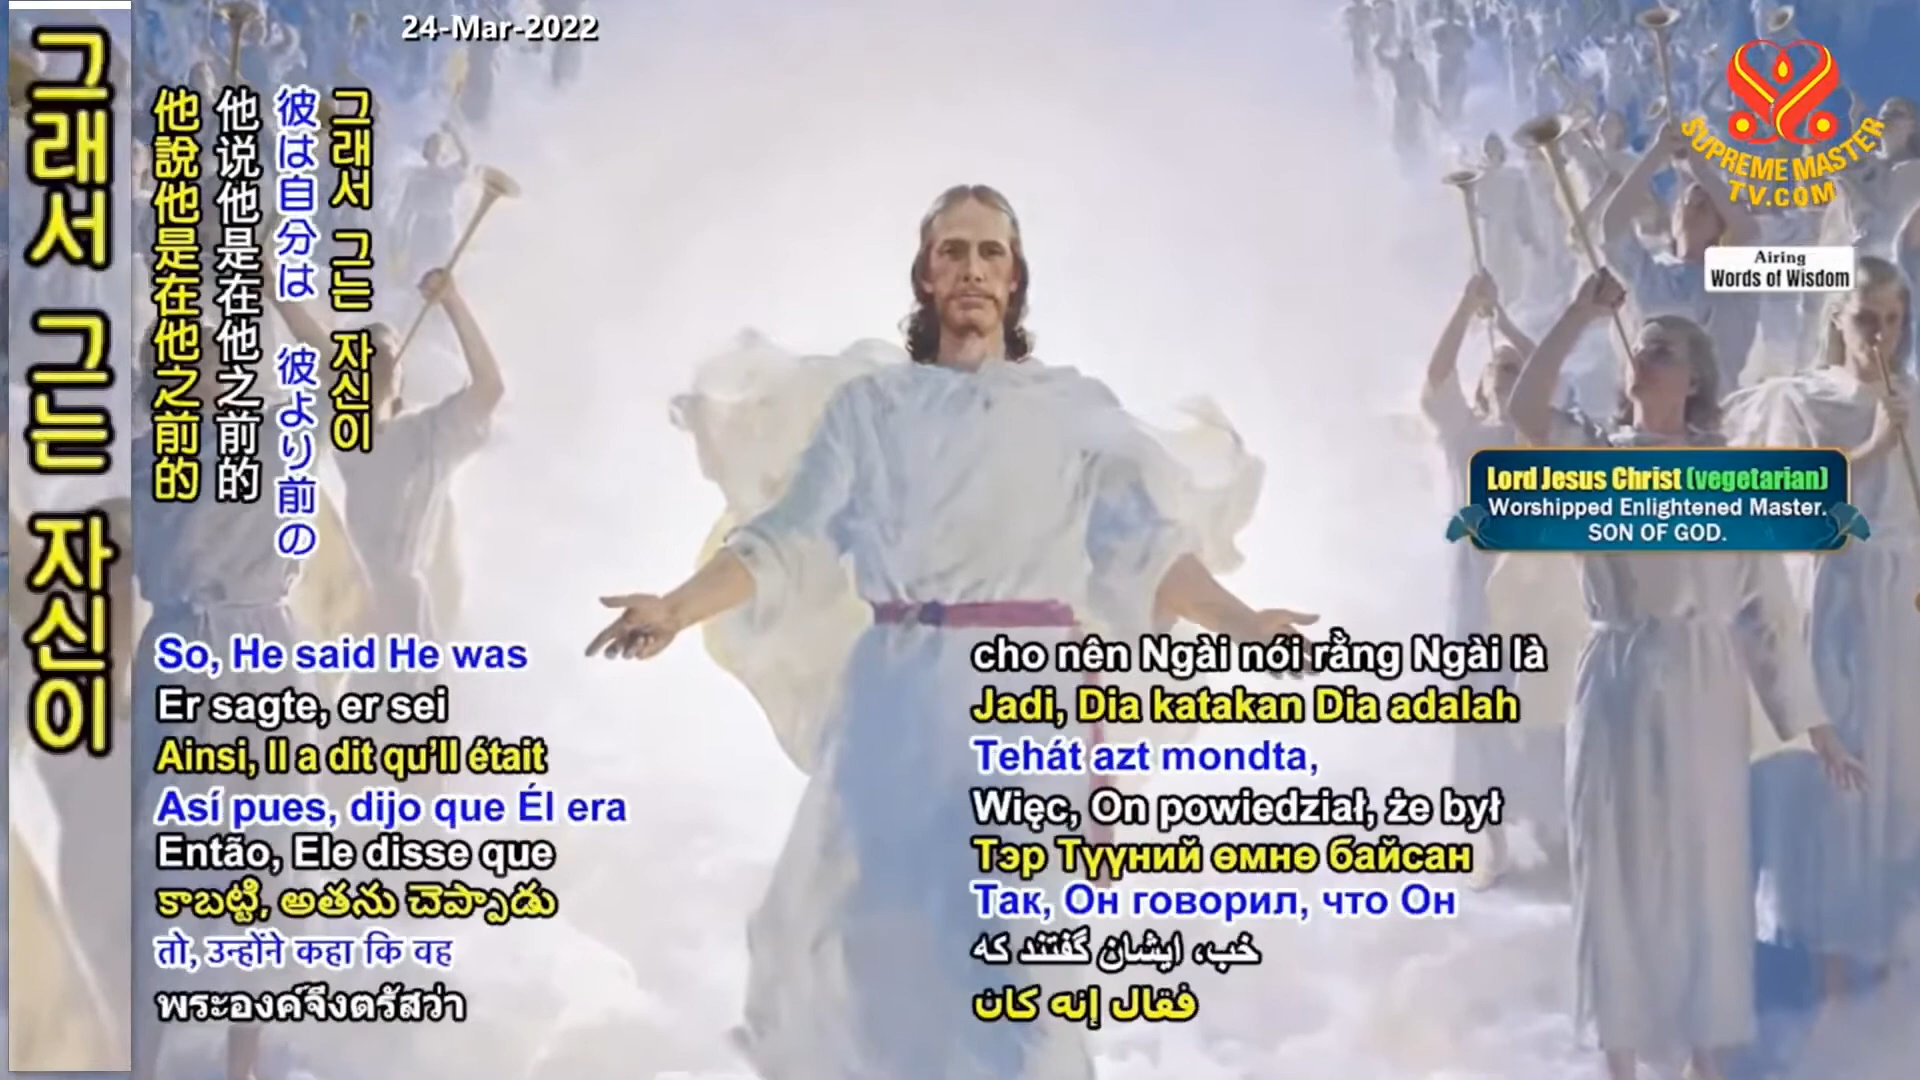 24-Mar-2022
그래서 그는 자신이
他說他是在他之前的
他说他是在他之前的
彼は自分は 彼より前の
그래서 그는 자신이
SUPREME MASTER
TV.COM
Airing
Words of Wisdom
Lord Jesus Christ (vegetarian)
Worshipped Enlightened Master.
SON OF GOD.
So, He said He was
Er sagte, er sei
Ainsi, Il a dit qu’Il était
Así pues, dijo que Él era
Então, Ele disse que
కాబట్టి, అతను చెప్పాడు
तो, उन्होंने कहा कि वह
พระองค์จึงตรัสว่า
cho nên Ngài nói rằng Ngài là
Jadi, Dia katakan Dia adalah
Tehát azt mondta,
Więc, On powiedział, że był
Тэр Түүний өмнө байсан
Так, Он говорил, что Он
خب، ایشان گفتند که
فقال إنه كان